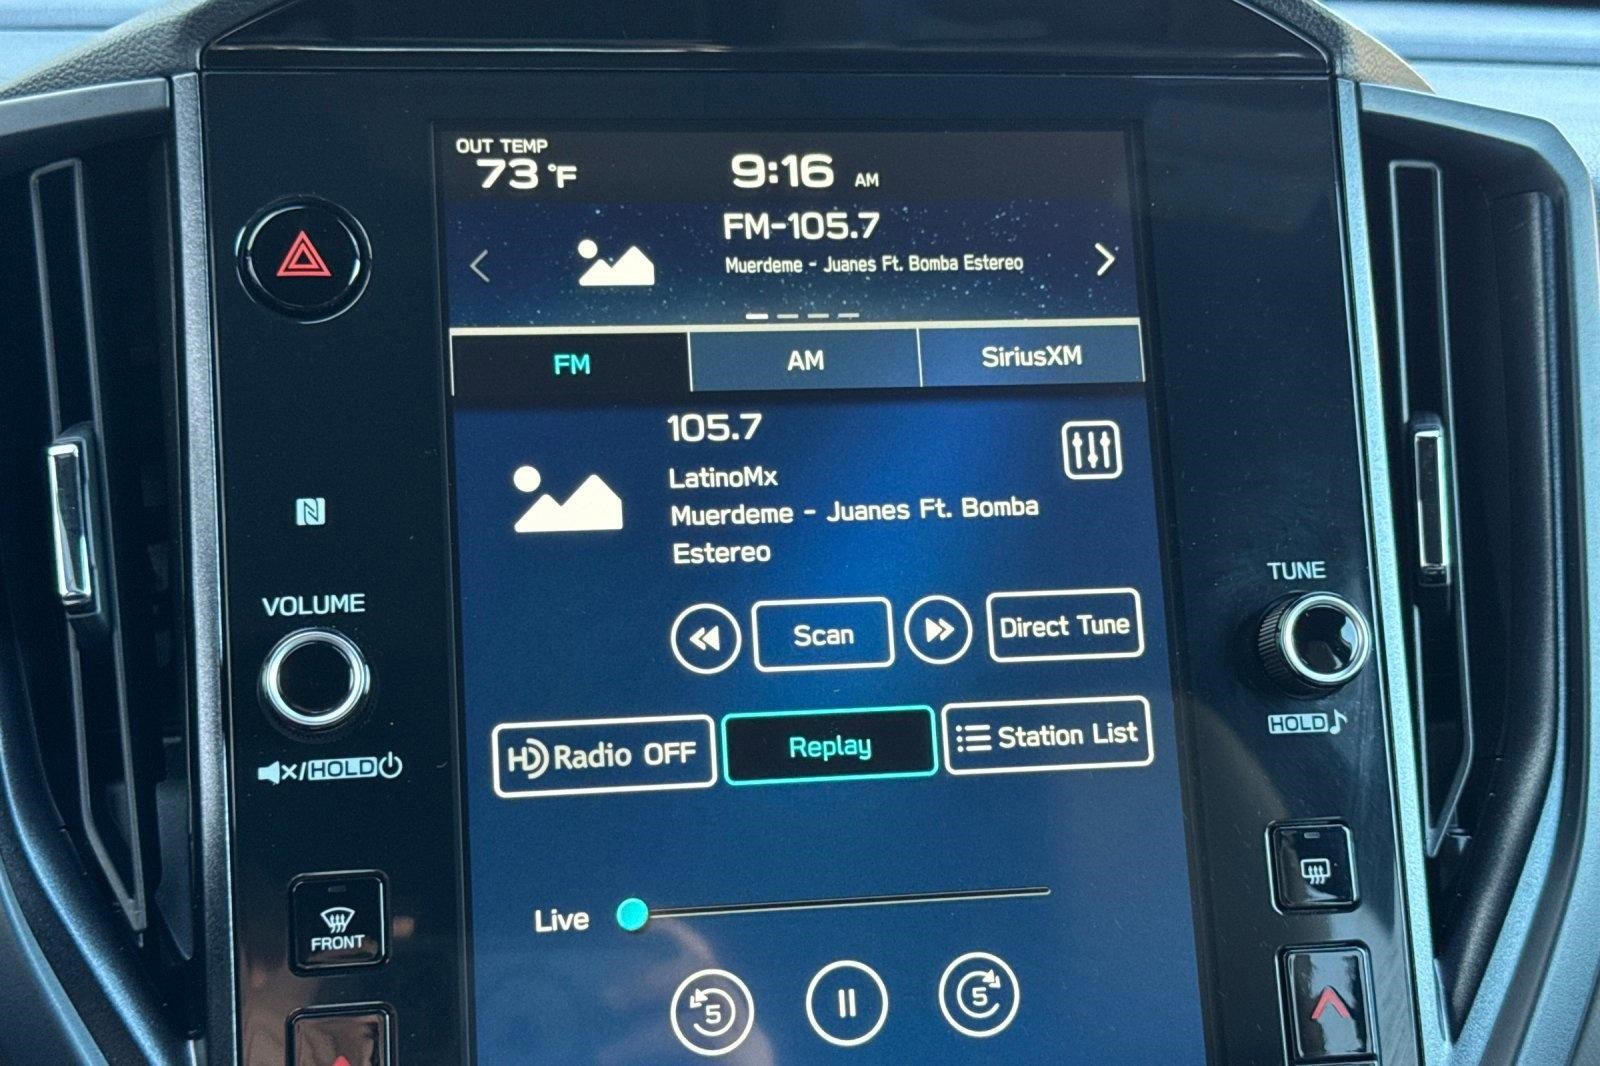 OUT TEMP
73 °F
9:16 AM
FM-105.7
Muerdeme - Juanes Ft. Bomba Estereo
FM AM SiriusXM
105.7
LatinoMx
Muerdeme - Juanes Ft. Bomba
Estereo
Scan Direct Tune
HD Radio OFF Replay Station List
Live
5 5
VOLUME
/HOLD
FRONT
TUNE
HOLD